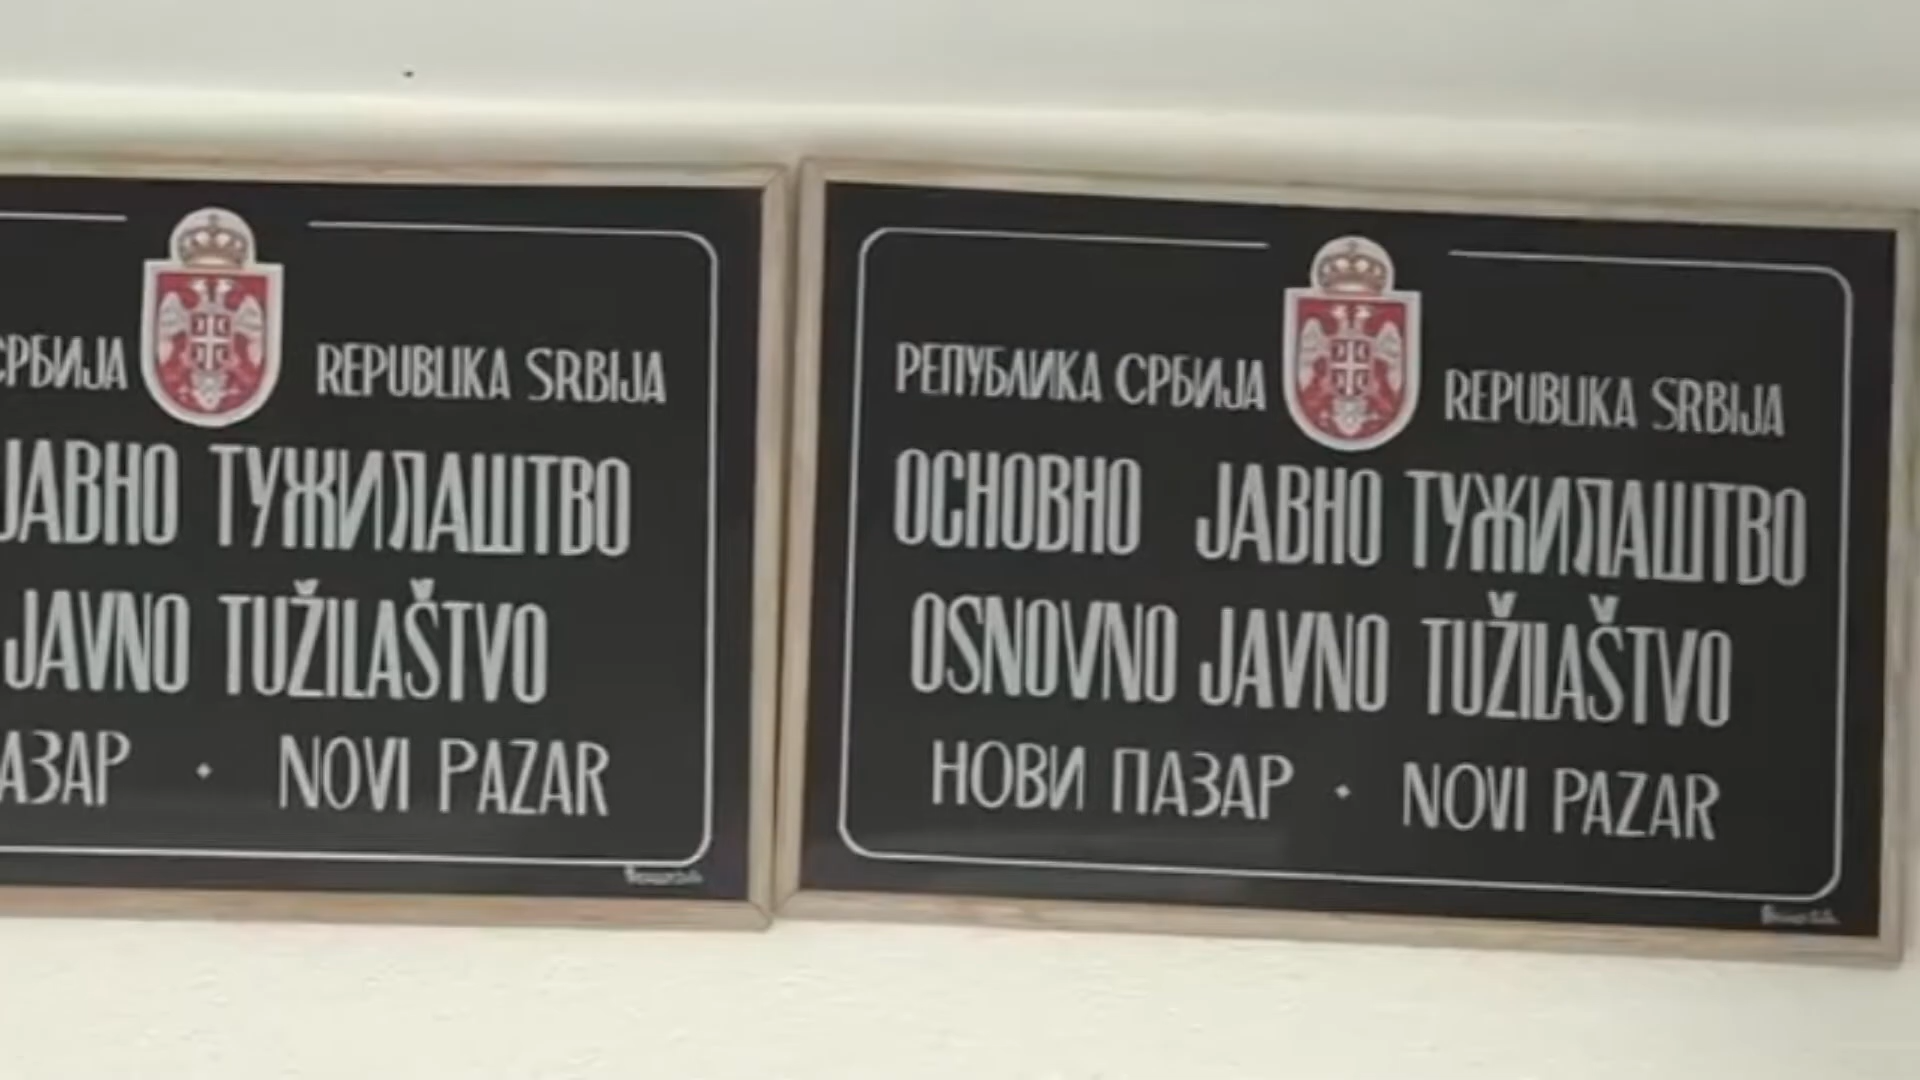 СРБИЈА REPUBLIKA SRBIJA
ЈАВНО ТУЖИЛАШТВО
JAVNO TUŽILAŠTVO
NOVI PAZAR
РЕПУБЛИКА СРБИЈА REPUBLIKA SRBIJA
ОСНОВНО ЈАВНО ТУЖИЛАШТВО
OSNOVNO JAVNO TUŽILAŠTVO
НОВИ ПАЗАР · NOVI PAZAR